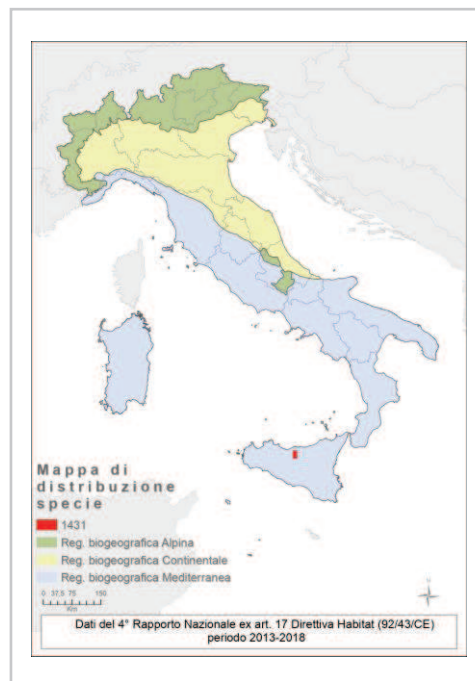 Mappa di
distribuzione
specie
1431
Reg. biogeografica Alpina
Reg. biogeografica Continentale
Reg. biogeografica Mediterranea
0 37,5 75 150
Km
Dati del 4° Rapporto Nazionale ex art. 17 Direttiva Habitat (92/43/CE)
periodo 2013-2018